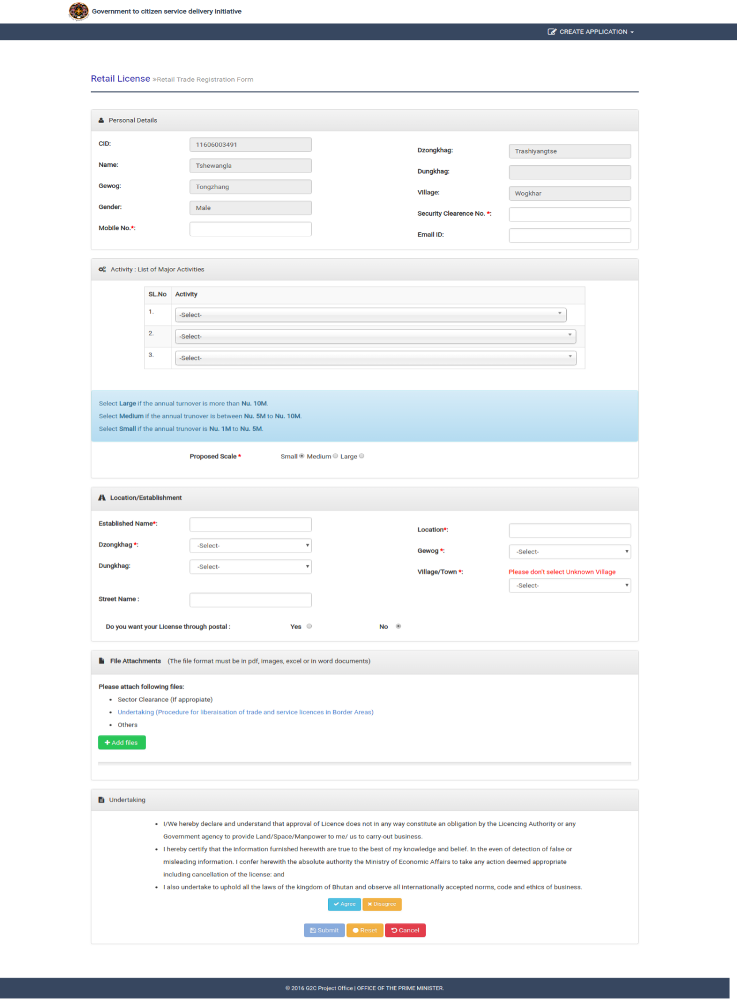 Government to citizen service delivery initiative
CREATE APPLICATION
Retail License »Retail Trade Registration Form
Personal Details
CID: 11606003491
Dzongkhag: Trashiyangtse
Name: Tshewangla
Dungkhag:
Gewog: Tongzhang
Village: Wogkhar
Gender: Male
Security Clearence No. *:
Mobile No.*:
Email ID:
Activity : List of Major Activities
SL.No Activity
1. -Select-
2. -Select-
3. -Select-
Select Large if the annual turnover is more than Nu. 10M.
Select Medium if the annual trunover is between Nu. 5M to Nu. 10M.
Select Small if the annual trunover is Nu. 1M to Nu. 5M.
Proposed Scale * Small Medium Large
Location/Establishment
Established Name*:
Location*:
Dzongkhag *: -Select-
Gewog *: -Select-
Dungkhag: -Select-
Village/Town *: Please don't select Unknown Village
-Select-
Street Name :
Do you want your License through postal : Yes No
File Attachments (The file format must be in pdf, images, excel or in word documents)
Please attach following files:
• Sector Clearance (If appropiate)
• Undertaking (Procedure for liberaisation of trade and service licences in Border Areas)
• Others
+ Add files
Undertaking
• I/We hereby declare and understand that approval of Licence does not in any way constitute an obligation by the Licencing Authority or any
Government agency to provide Land/Space/Manpower to me/ us to carry-out business.
• I hereby certify that the information furnished herewith are true to the best of my knowledge and belief. In the even of detection of false or
misleading information. I confer herewith the absolute authority the Ministry of Economic Affairs to take any action deemed appropriate
including cancellation of the license: and
• I also undertake to uphold all the laws of the kingdom of Bhutan and observe all internationally accepted norms, code and ethics of business.
Agree Disagree
Submit Reset Cancel
© 2016 G2C Project Office | OFFICE OF THE PRIME MINISTER.